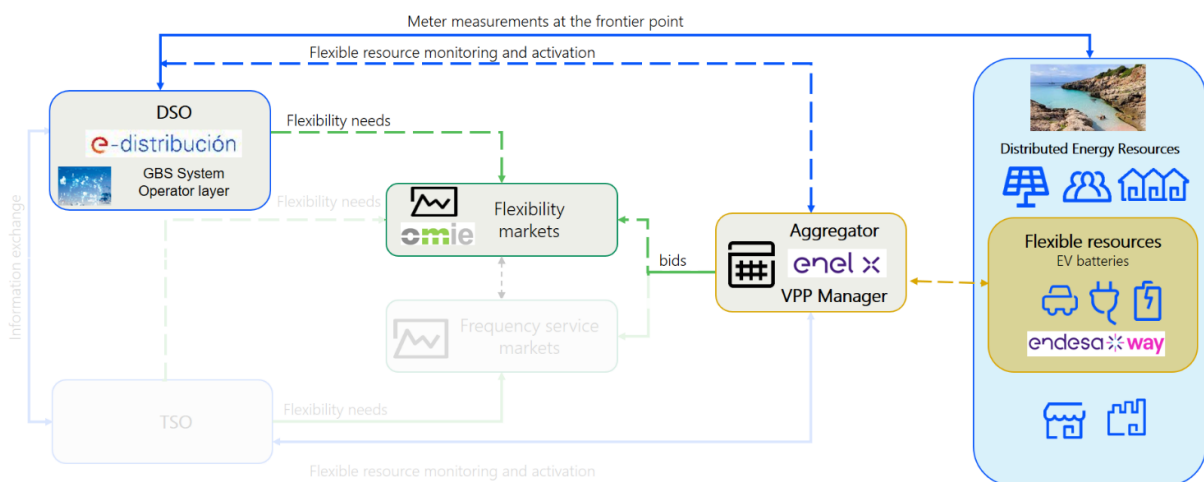 Meter measurements at the frontier point
Flexible resource monitoring and activation
DSO
e-distribución
GBS System
Operator layer
Flexibility needs
Flexibility needs
Flexibility
markets
omie
bids
Aggregator
enel x
VPP Manager
Distributed Energy Resources
Flexible resources
EV batteries
endesa way
Information exchange
Frequency service
markets
TSO
Flexibility needs
Flexible resource monitoring and activation